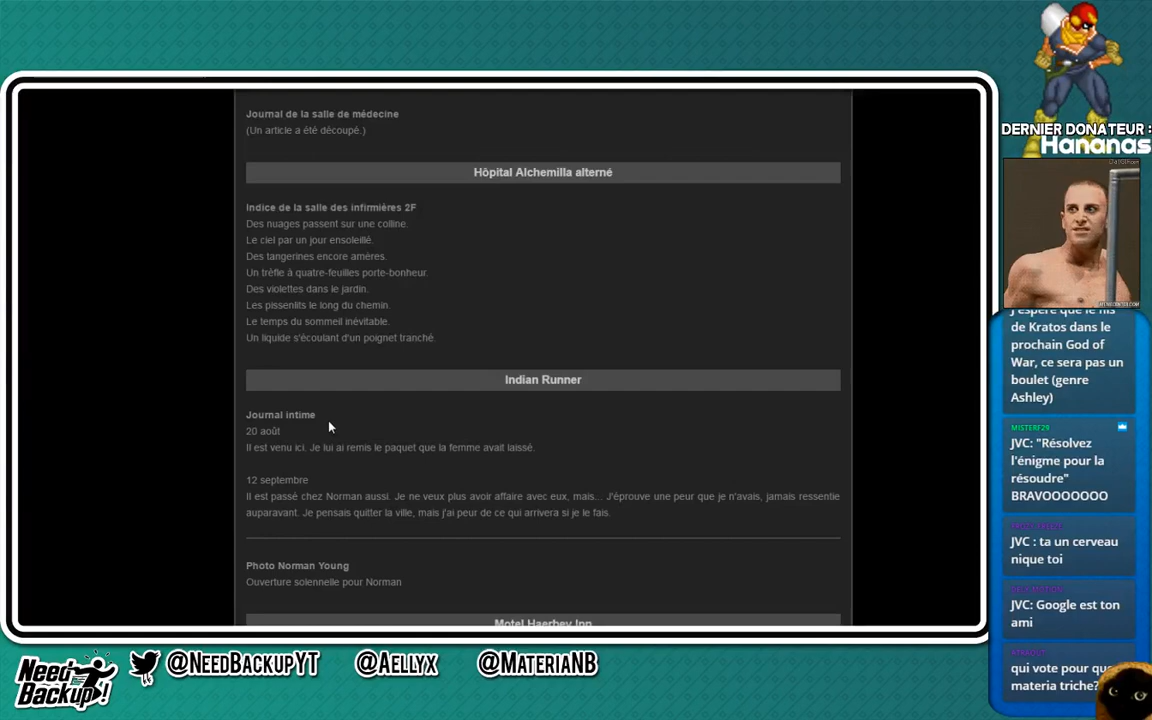 Journal de la salle de médecine
(Un article a été découpé.)
Hôpital Alchemilla alterné
Indice de la salle des infirmières 2F
Des nuages passent sur une colline.
Le ciel par un jour ensoleillé.
Des tangerines encore amères.
Un trèfle à quatre-feuilles porte-bonheur.
Des violettes dans le jardin.
Les pissenlits le long du chemin.
Le temps du sommeil inévitable.
Un liquide s'écoulant d'un poignet tranché.
Indian Runner
Journal intime
20 août
Il est venu ici. Je lui ai remis le paquet que la femme avait laissé.
12 septembre
Il est passé chez Norman aussi. Je ne veux plus avoir affaire avec eux, mais... J'éprouve une peur que je n'avais, jamais ressentie
auparavant. Je pensais quitter la ville, mais j'ai peur de ce qui arrivera si je le fais.
Photo Norman Young
Ouverture solennelle pour Norman
Motel Haerbey Inn
DERNIER DONATEUR :
Hananas
J'espère que le fils
de Kratos dans le
prochain God of
War, ce sera pas un
boulet (genre
Ashley)
MISTERF29
JVC: "Résolvez
l'énigme pour la
résoudre"
BRAVOOOOOOO
JVC : ta un cerveau
nique toi
JVC: Google est ton
ami
qui vote pour que
materia triche?
Need
Backup!
@NeedBackupYT
@Aellyx
@MateriaNB